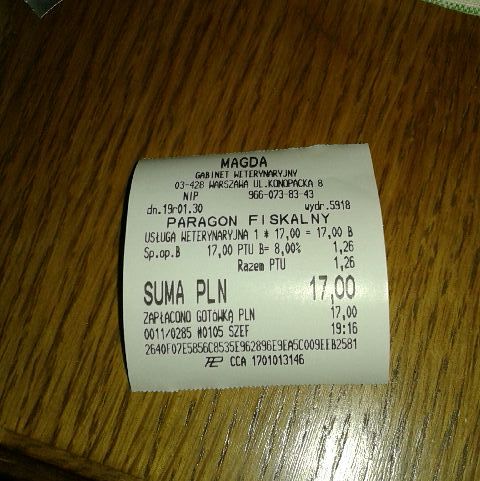 MAGDA
GABINET WETERYNARYJNY
03-428 WARSZAWA UL.KONOPACKA 8
NIP 966-073-83-43
dn.19r01.30 wydr.5918
PARAGON FISKALNY
USŁUGA WETERYNARYJNA 1 * 17,00 = 17,00 B
Sp.op.B 17,00 PTU B= 8,00% 1,26
Razem PTU 1,26
SUMA PLN 17,00
ZAPŁACONO GOTÓWKĄ PLN 17,00
0011/0285 #0105 SZEF 19:16
2640F07E5856C8535E962896E9EA5C009EEB2581
CCA 1701013146